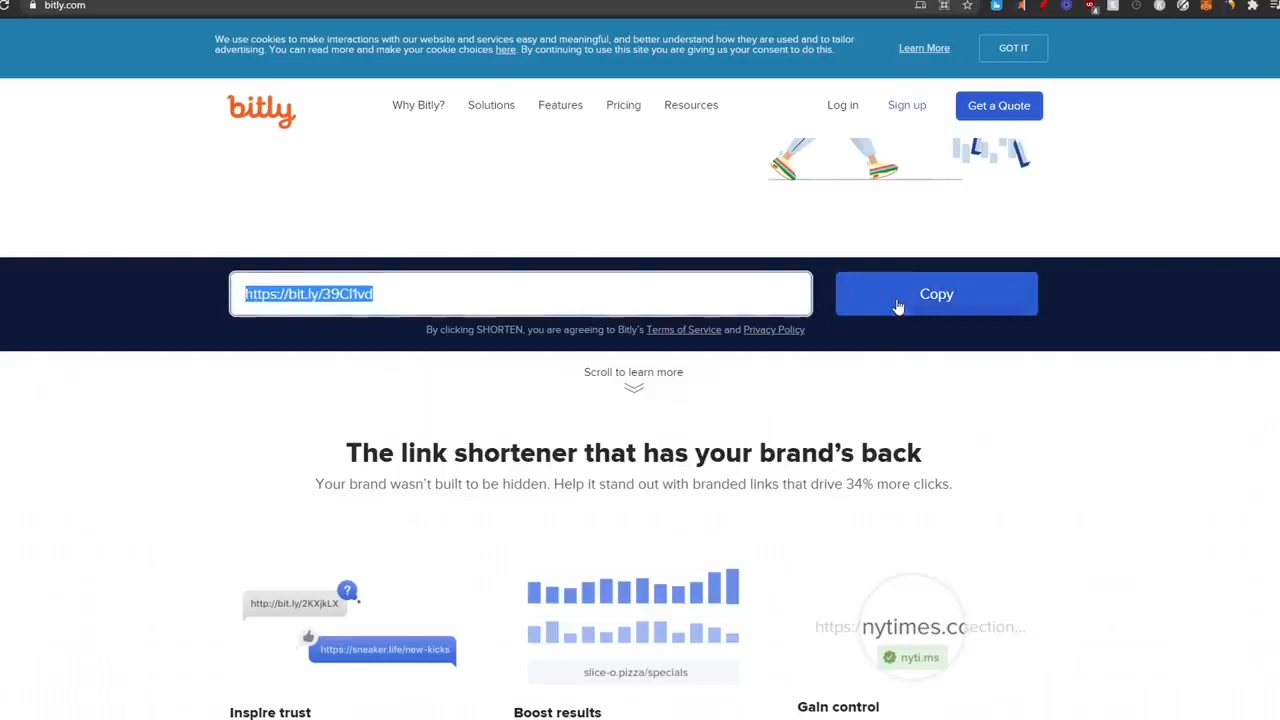 bitly.com
4
We use cookies to make interactions with our website and services easy and meaningful, and better understand how they are used and to tailor
advertising. You can read more and make your cookie choices here. By continuing to use this site you are giving us your consent to do this.
Learn More
GOT IT
bitly
Why Bitly?
Solutions
Features
Pricing
Resources
Log in
Sign up
Get a Quote
https://bit.ly/39Cl1vd
Copy
By clicking SHORTEN, you are agreeing to Bitly's Terms of Service and Privacy Policy
Scroll to learn more
The link shortener that has your brand's back
Your brand wasn't built to be hidden. Help it stand out with branded links that drive 34% more clicks.
?
http://bit.ly/2KXjkLX
https://sneaker.life/new-kicks
slice-o.pizza/specials
https:/nytimes.co section...
nyti.ms
Inspire trust
Boost results
Gain control